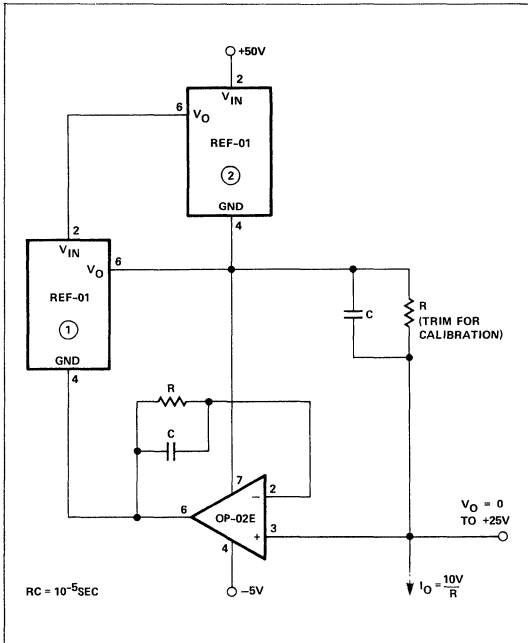 +50V
2
V_IN
6
V_O
REF-01
2
GND
4
2
V_IN
6
V_O
REF-01
1
GND
4
C
R
(TRIM FOR
CALIBRATION)
R
C
7
2
−
6
OP-02E
3
+
4
−5V
V_O = 0
TO +25V
I_O = 10V/R
RC = 10^-5 SEC